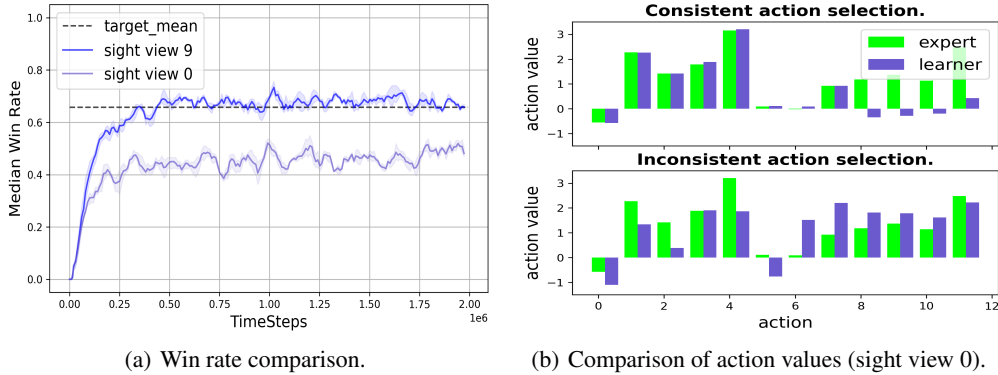 1.0
0.8
0.6
0.4
0.2
0.0
Median Win Rate
target_mean
sight view 9
sight view 0
0.00
0.25
0.50
0.75
1.00
1.25
1.50
1.75
2.00
1e6
TimeSteps
(a) Win rate comparison.
Consistent action selection.
3
2
1
0
−1
action value
expert
learner
Inconsistent action selection.
3
2
1
0
−1
action value
0
2
4
6
8
10
12
action
(b) Comparison of action values (sight view 0).